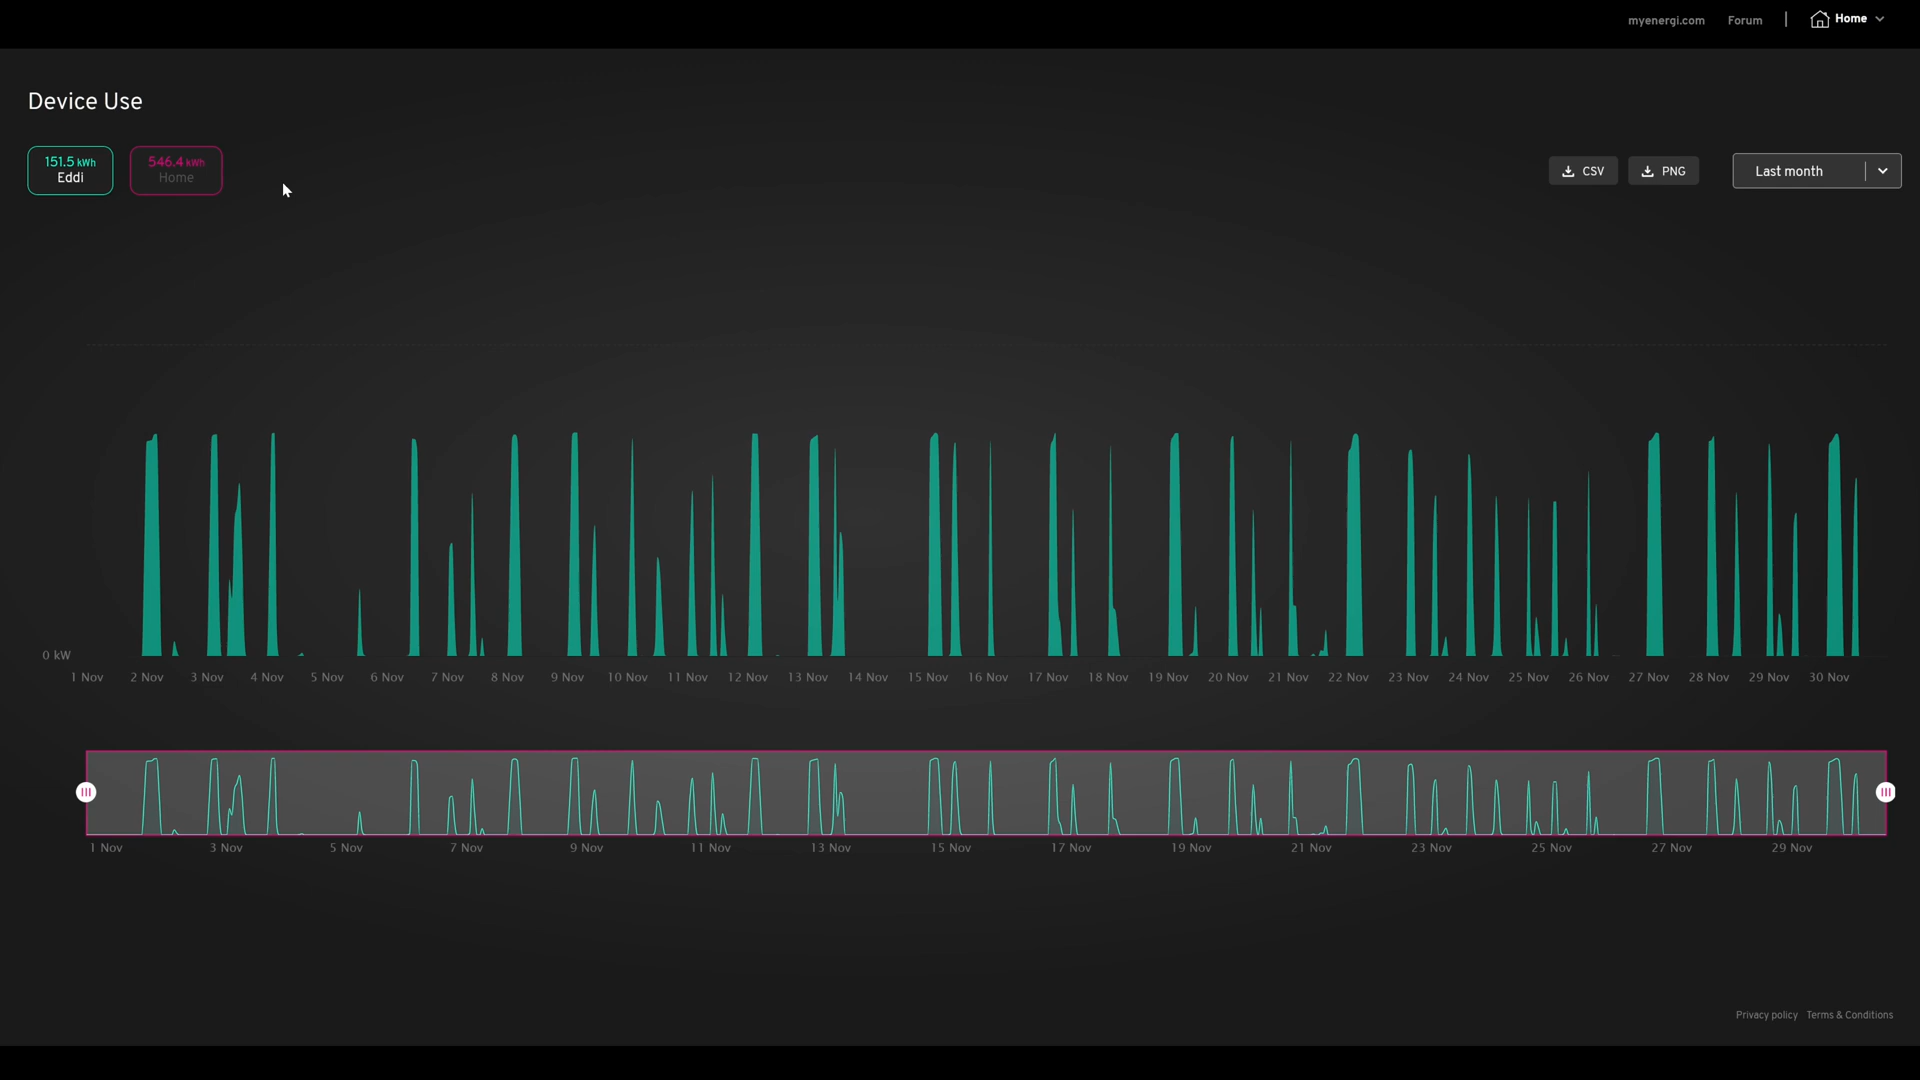 myenergi.com Forum | Home
Device Use
151.5 kWh
Eddi
546.4 kWh
Home
CSV
PNG
Last month
0 kW
1 Nov 2 Nov 3 Nov 4 Nov 5 Nov 6 Nov 7 Nov 8 Nov 9 Nov 10 Nov 11 Nov 12 Nov 13 Nov 14 Nov 15 Nov 16 Nov 17 Nov 18 Nov 19 Nov 20 Nov 21 Nov 22 Nov 23 Nov 24 Nov 25 Nov 26 Nov 27 Nov 28 Nov 29 Nov 30 Nov
1 Nov 3 Nov 5 Nov 7 Nov 9 Nov 11 Nov 13 Nov 15 Nov 17 Nov 19 Nov 21 Nov 23 Nov 25 Nov 27 Nov 29 Nov
Privacy policy Terms & Conditions